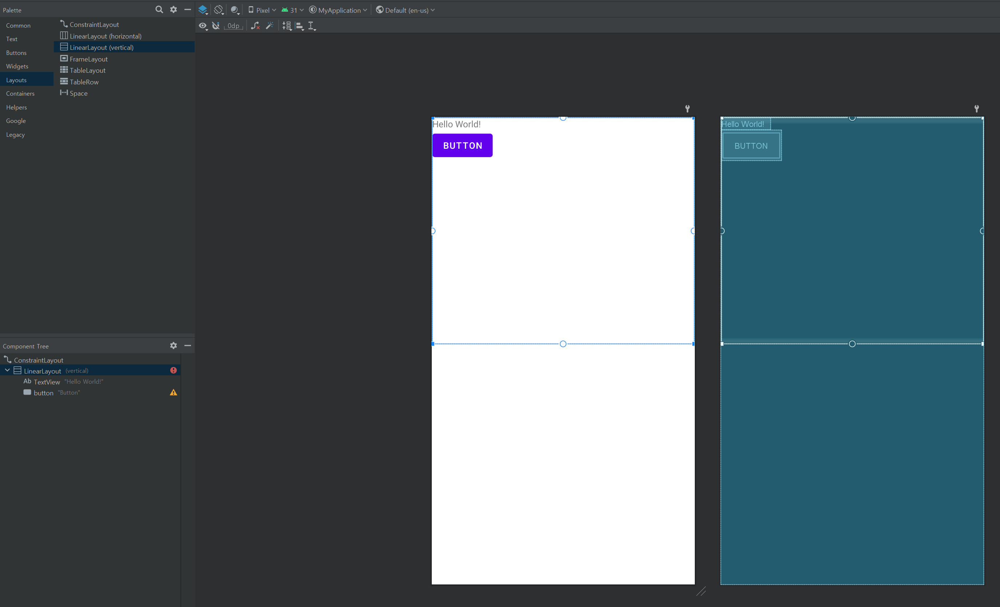 Palette
Pixel 31 MyApplication Default (en-us)
0dp
Common
Text
Buttons
Widgets
Layouts
Containers
Helpers
Google
Legacy
ConstraintLayout
LinearLayout (horizontal)
LinearLayout (vertical)
FrameLayout
TableLayout
TableRow
Space
Component Tree
ConstraintLayout
LinearLayout (vertical)
Ab TextView "Hello World!"
button "Button"
Hello World!
BUTTON
Hello World!
BUTTON